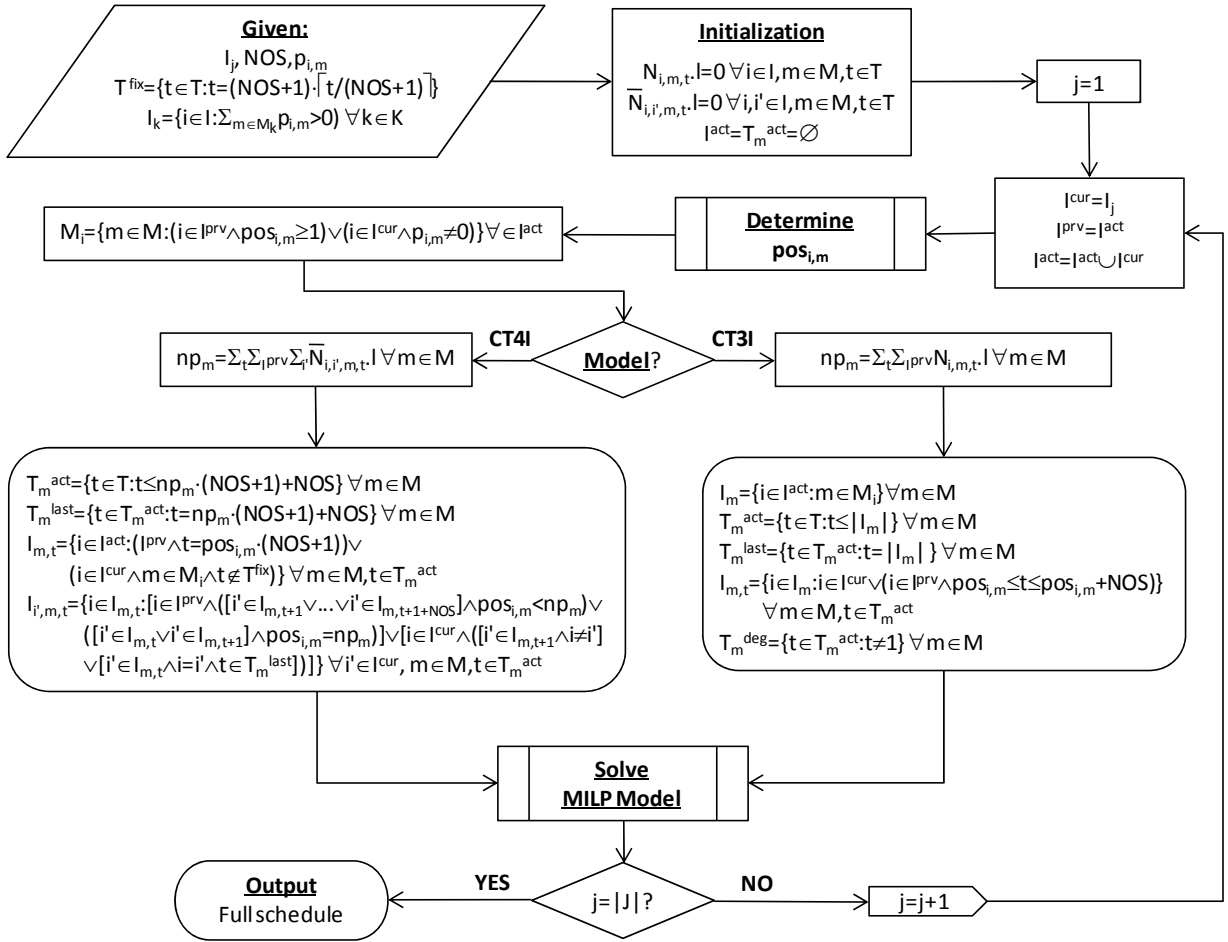 Given:
I_j, NOS, p_{i,m}
T^{fix}={t∈T:t=(NOS+1)·⌈t/(NOS+1)⌉}
I_k={i∈I:Σ_{m∈M_k}p_{i,m}>0) ∀k∈K
Initialization
N_{i,m,t}.l=0 ∀i∈I,m∈M,t∈T
N̅_{i,i',m,t}.l=0 ∀i,i'∈I,m∈M,t∈T
I^{act}=T_m^{act}=∅
j=1
I^{cur}=I_j
I^{prv}=I^{act}
I^{act}=I^{act}∪I^{cur}
Determine
pos_{i,m}
M_i={m∈M:(i∈I^{prv}∧pos_{i,m}≥1)∨(i∈I^{cur}∧p_{i,m}≠0)}∀∈I^{act}
Model?
CT4I
CT3I
np_m=Σ_tΣ_{I^{prv}}Σ_{i'}N̅_{i,i',m,t}.l ∀m∈M
np_m=Σ_tΣ_{I^{prv}}N_{i,m,t}.l ∀m∈M
T_m^{act}={t∈T:t≤np_m·(NOS+1)+NOS} ∀m∈M
T_m^{last}={t∈T_m^{act}:t=np_m·(NOS+1)+NOS} ∀m∈M
I_{m,t}={i∈I^{act}:(I^{prv}∧t=pos_{i,m}·(NOS+1))∨
(i∈I^{cur}∧m∈M_i∧t∉T^{fix})} ∀m∈M,t∈T_m^{act}
I_{i',m,t}={i∈I_{m,t}:[i∈I^{prv}∧([i'∈I_{m,t+1}∨...∨i'∈I_{m,t+1+NOS}]∧pos_{i,m}<np_m)∨
([i'∈I_{m,t}∨i'∈I_{m,t+1}]∧pos_{i,m}=np_m)]∨[i∈I^{cur}∧([i'∈I_{m,t+1}∧i≠i']
∨[i'∈I_{m,t}∧i=i'∧t∈T_m^{last}])]} ∀i'∈I^{cur}, m∈M,t∈T_m^{act}
I_m={i∈I^{act}:m∈M_i}∀m∈M
T_m^{act}={t∈T:t≤|I_m|} ∀m∈M
T_m^{last}={t∈T_m^{act}:t=|I_m|} ∀m∈M
I_{m,t}={i∈I_m:i∈I^{cur}∨(i∈I^{prv}∧pos_{i,m}≤t≤pos_{i,m}+NOS)}
∀m∈M,t∈T_m^{act}
T_m^{deg}={t∈T_m^{act}:t≠1} ∀m∈M
Solve
MILP Model
j=|J|?
YES
NO
Output
Full schedule
j=j+1